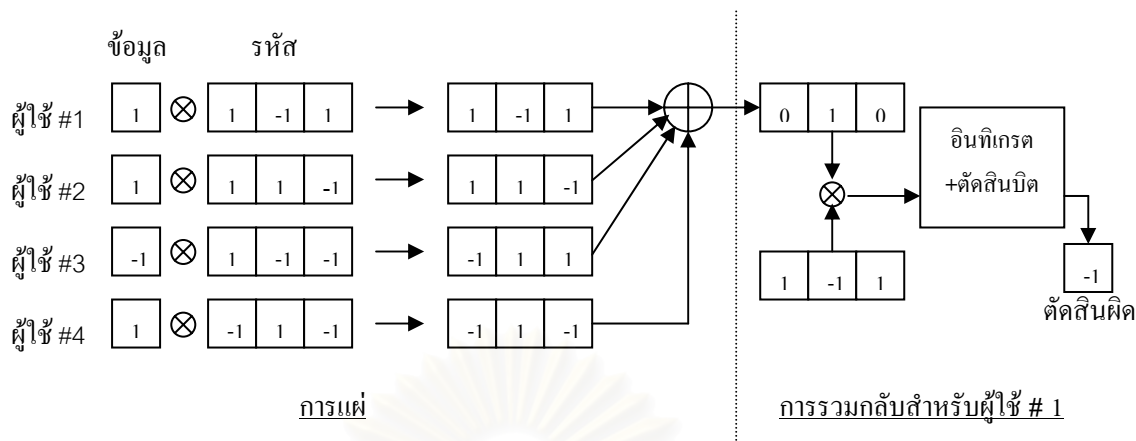 ข้อมูล รหัส
ผู้ใช้ #1 1 1 -1 1 1 -1 1 0 1 0
อินทิเกรต
+ตัดสินบิต
ผู้ใช้ #2 1 1 1 -1 1 1 -1
ผู้ใช้ #3 -1 1 -1 -1 -1 1 1 1 -1 1 -1
ตัดสินผิด
ผู้ใช้ #4 1 -1 1 -1 -1 1 -1
การแผ่ การรวมกลับสำหรับผู้ใช้ # 1